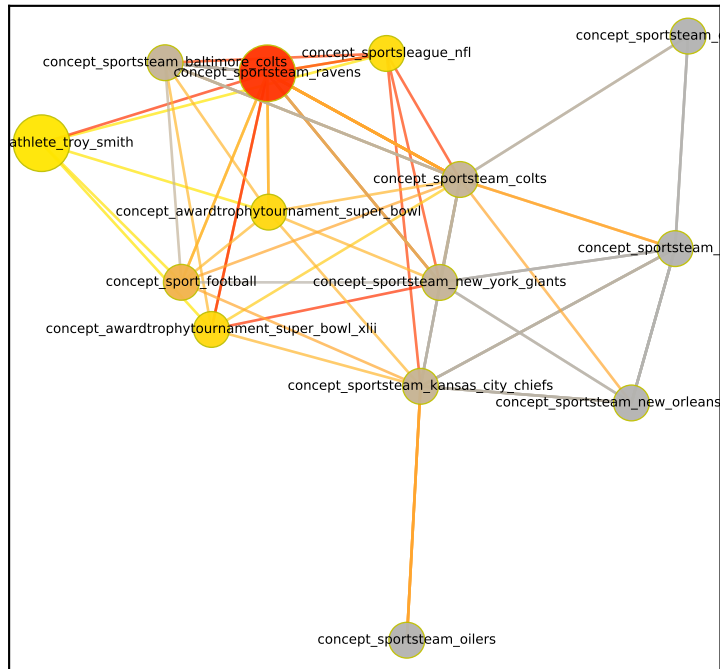 concept_sportsteam_
concept_sportsleague_nfl
concept_sportsteam_baltimore_colts
concept_sportsteam_ravens
athlete_troy_smith
concept_sportsteam_colts
concept_awardtrophytournament_super_bowl
concept_sportsteam_
concept_sport_football
concept_sportsteam_new_york_giants
concept_awardtrophytournament_super_bowl_xlii
concept_sportsteam_kansas_city_chiefs
concept_sportsteam_new_orleans
concept_sportsteam_oilers